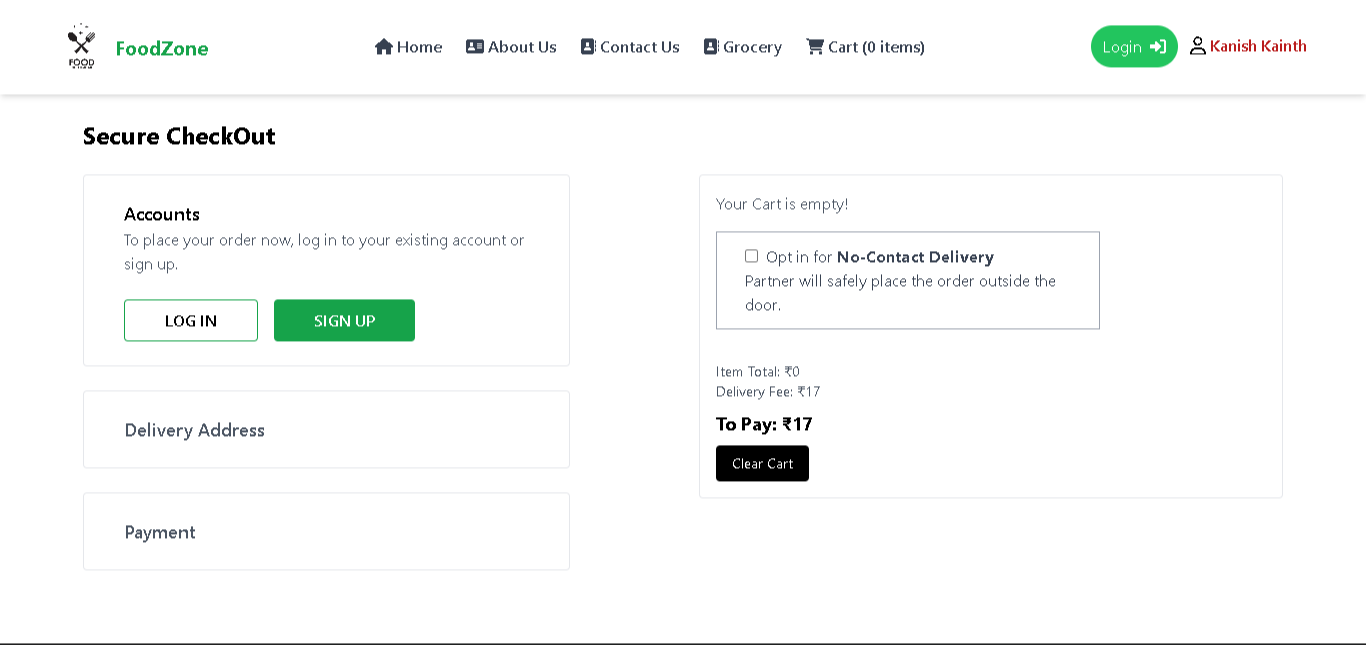 FOOD
FoodZone
Home
About Us
Contact Us
Grocery
Cart (0 items)
Login
Kanish Kainth
Secure CheckOut
Accounts
To place your order now, log in to your existing account or
sign up.
LOG IN
SIGN UP
Delivery Address
Payment
Your Cart is empty!
Opt in for No-Contact Delivery
Partner will safely place the order outside the
door.
Item Total: ₹0
Delivery Fee: ₹17
To Pay: ₹17
Clear Cart